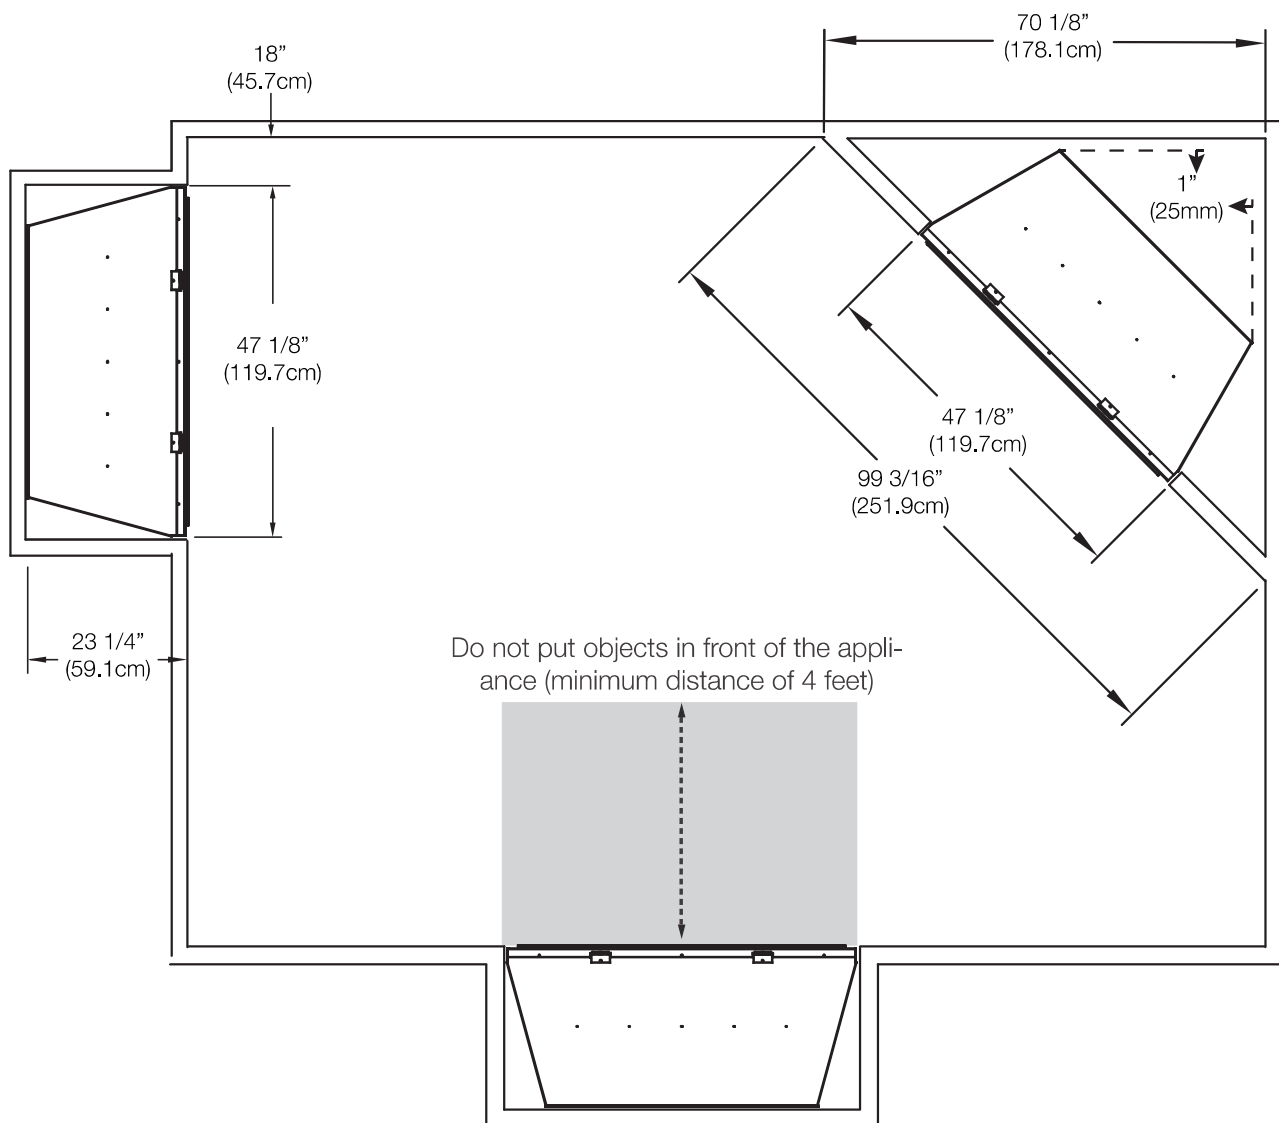 70 1/8”
(178.1cm)
18”
(45.7cm)
1”
(25mm)
47 1/8”
(119.7cm)
47 1/8”
(119.7cm)
99 3/16”
(251.9cm)
23 1/4”
(59.1cm)
Do not put objects in front of the appli-
ance (minimum distance of 4 feet)